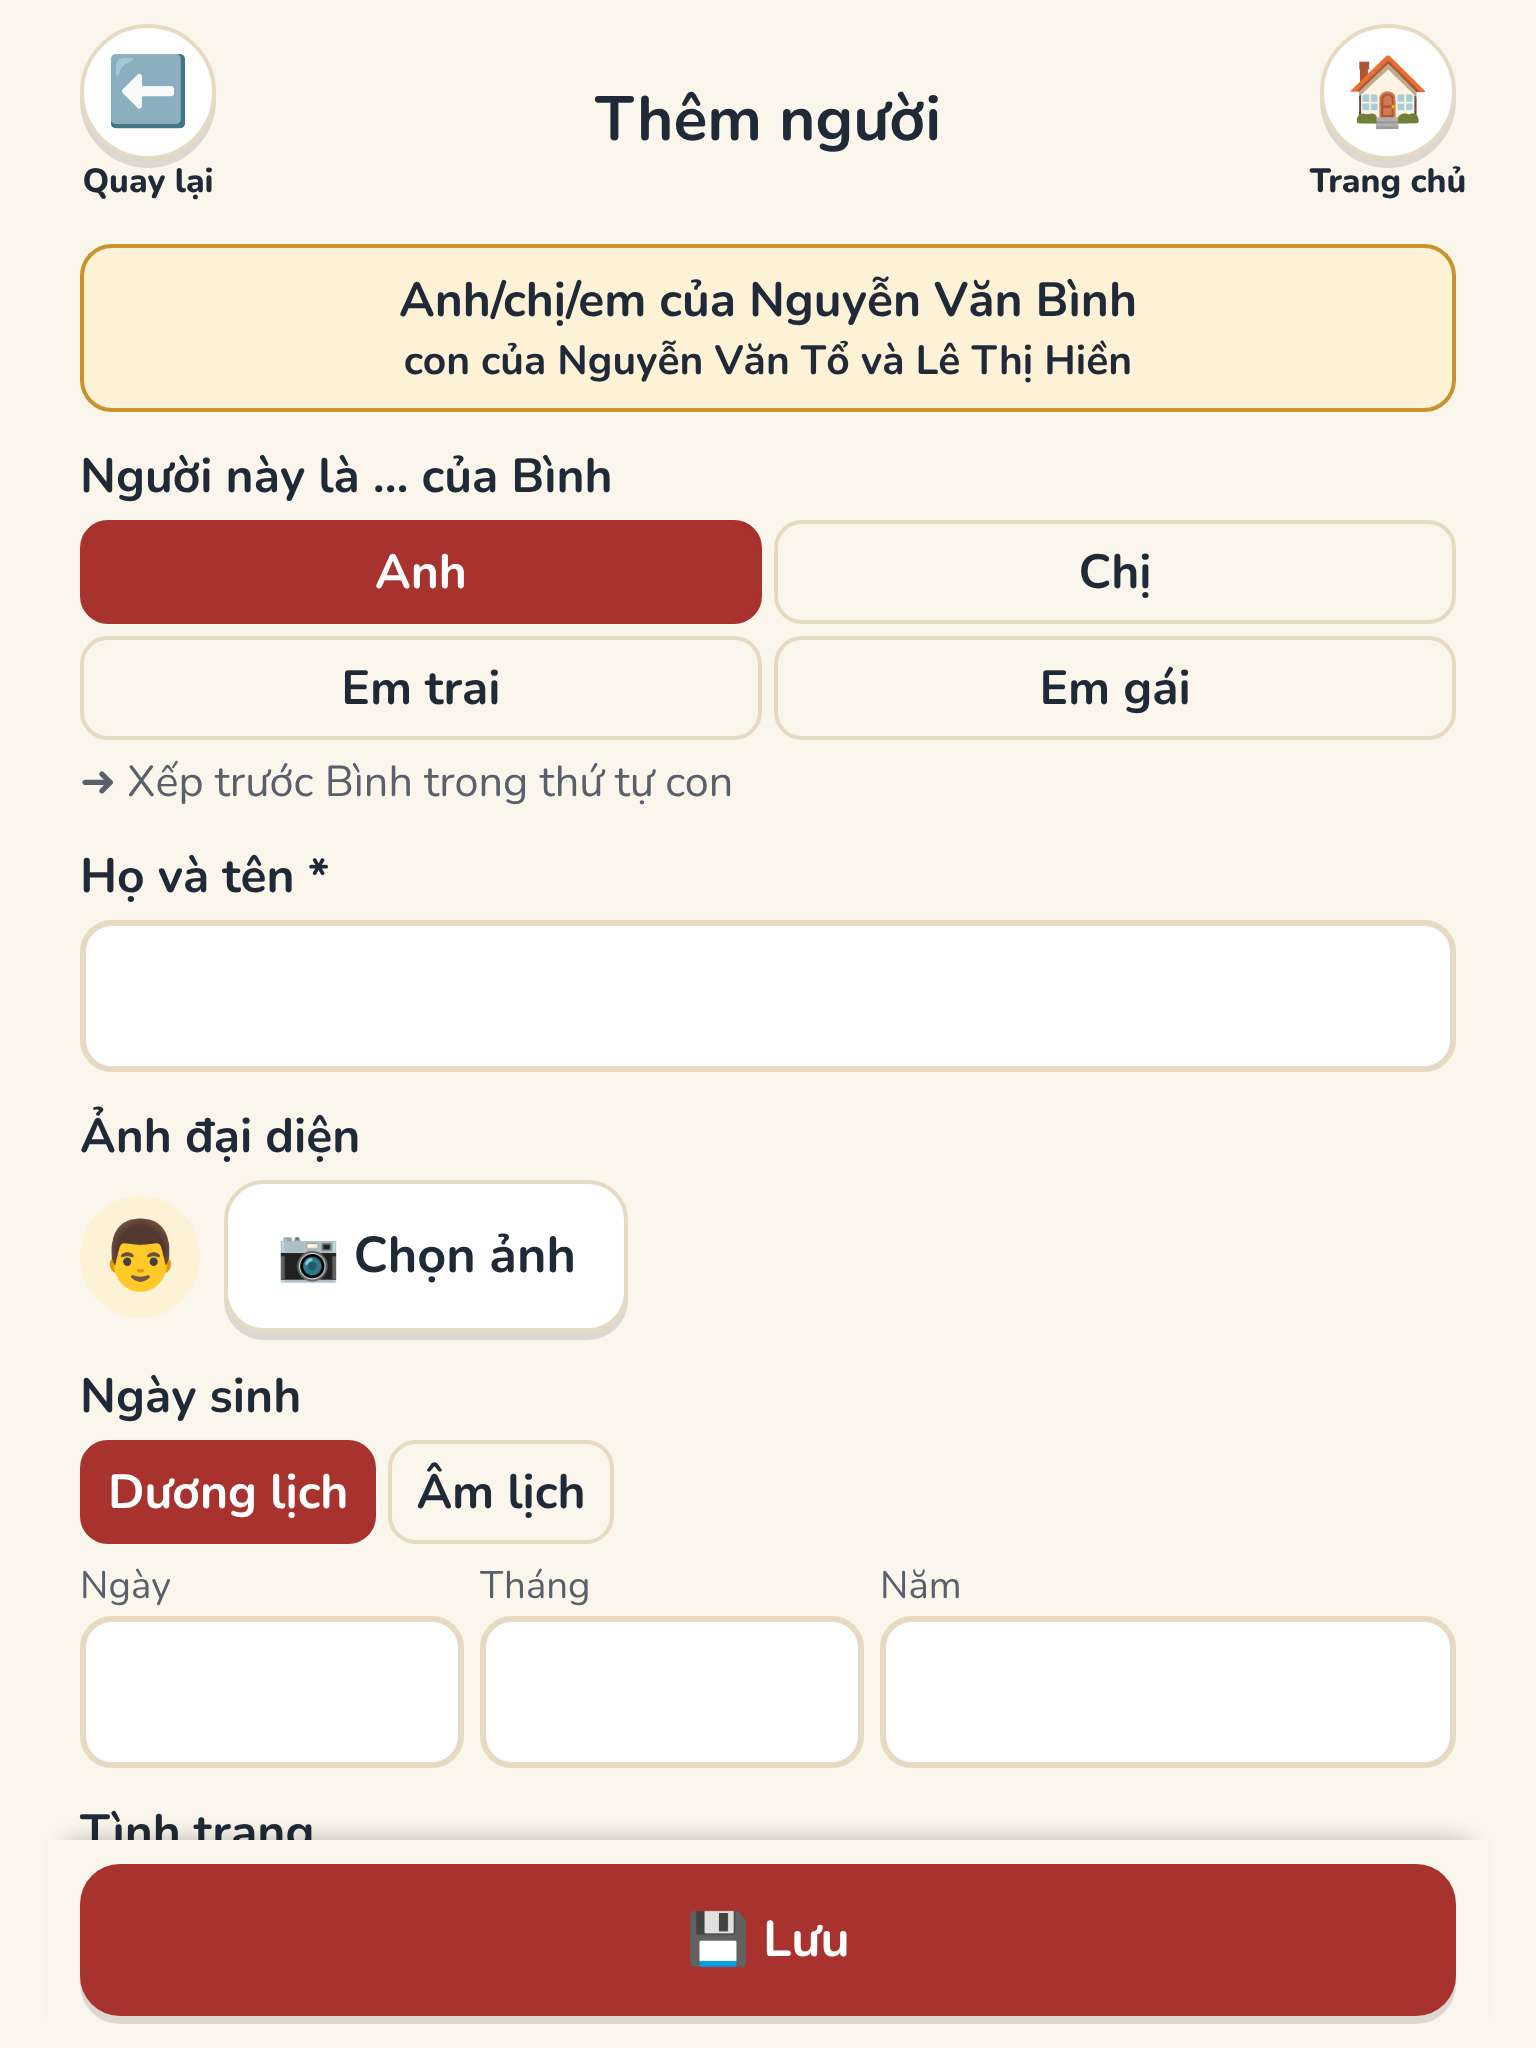 Quay lại
Thêm người
Trang chủ
Anh/chị/em của Nguyễn Văn Bình
con của Nguyễn Văn Tổ và Lê Thị Hiền
Người này là ... của Bình
Anh
Chị
Em trai
Em gái
➜ Xếp trước Bình trong thứ tự con
Họ và tên *
Ảnh đại diện
Chọn ảnh
Ngày sinh
Dương lịch
Âm lịch
Ngày
Tháng
Năm
Tình trạng
Lưu